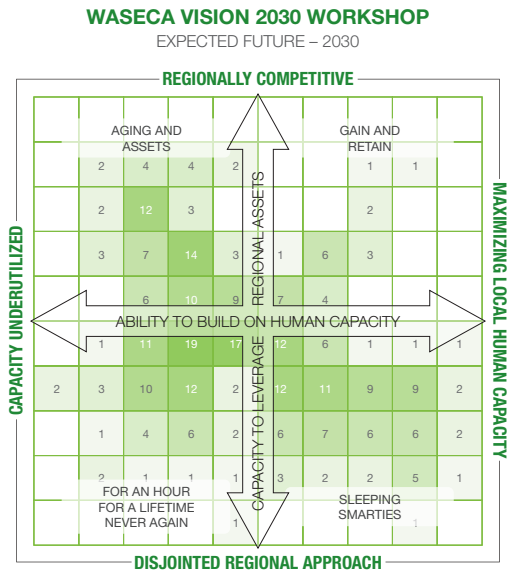 WASECA VISION 2030 WORKSHOP
EXPECTED FUTURE – 2030
REGIONALLY COMPETITIVE
AGING AND
ASSETS
GAIN AND
RETAIN
2 4 4 2 1 1
2 12 3 2
3 7 14 3 1 6 3
6 10 9 7 4
CAPACITY UNDERUTILIZED
MAXIMIZING LOCAL HUMAN CAPACITY
ABILITY TO BUILD ON HUMAN CAPACITY
CAPACITY TO LEVERAGE REGIONAL ASSETS
1 11 19 17 12 6 1 1 1
2 3 10 12 2 12 11 9 9 2
1 4 6 2 6 7 6 6 2
2 1 1 1 3 2 2 5 1
FOR AN HOUR
FOR A LIFETIME
NEVER AGAIN
SLEEPING
SMARTIES
1 1
DISJOINTED REGIONAL APPROACH